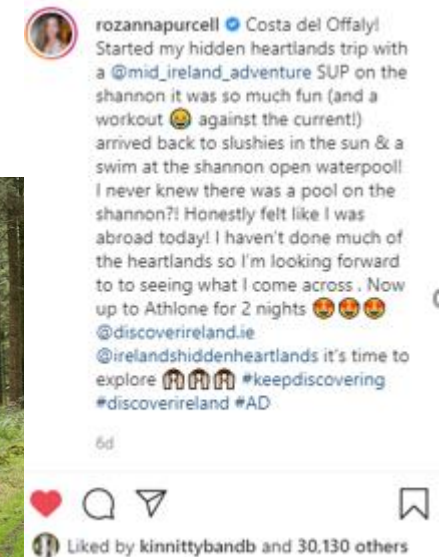 rozannapurcell Costa del Offaly!
Started my hidden heartlands trip with
a @mid_ireland_adventure SUP on the
shannon it was so much fun (and a
workout 😂 against the current!)
arrived back to slushies in the sun & a
swim at the shannon open waterpool!
I never knew there was a pool on the
shannon?! Honestly felt like I was
abroad today! I haven't done much of
the heartlands so I'm looking forward
to to seeing what I come across . Now
up to Athlone for 2 nights 🤩🤩🤩
@discoverireland.ie
@irelandshiddenheartlands it's time to
explore #keepdiscovering
#discoverireland #AD
6d
Liked by kinnittybandb and 30,130 others